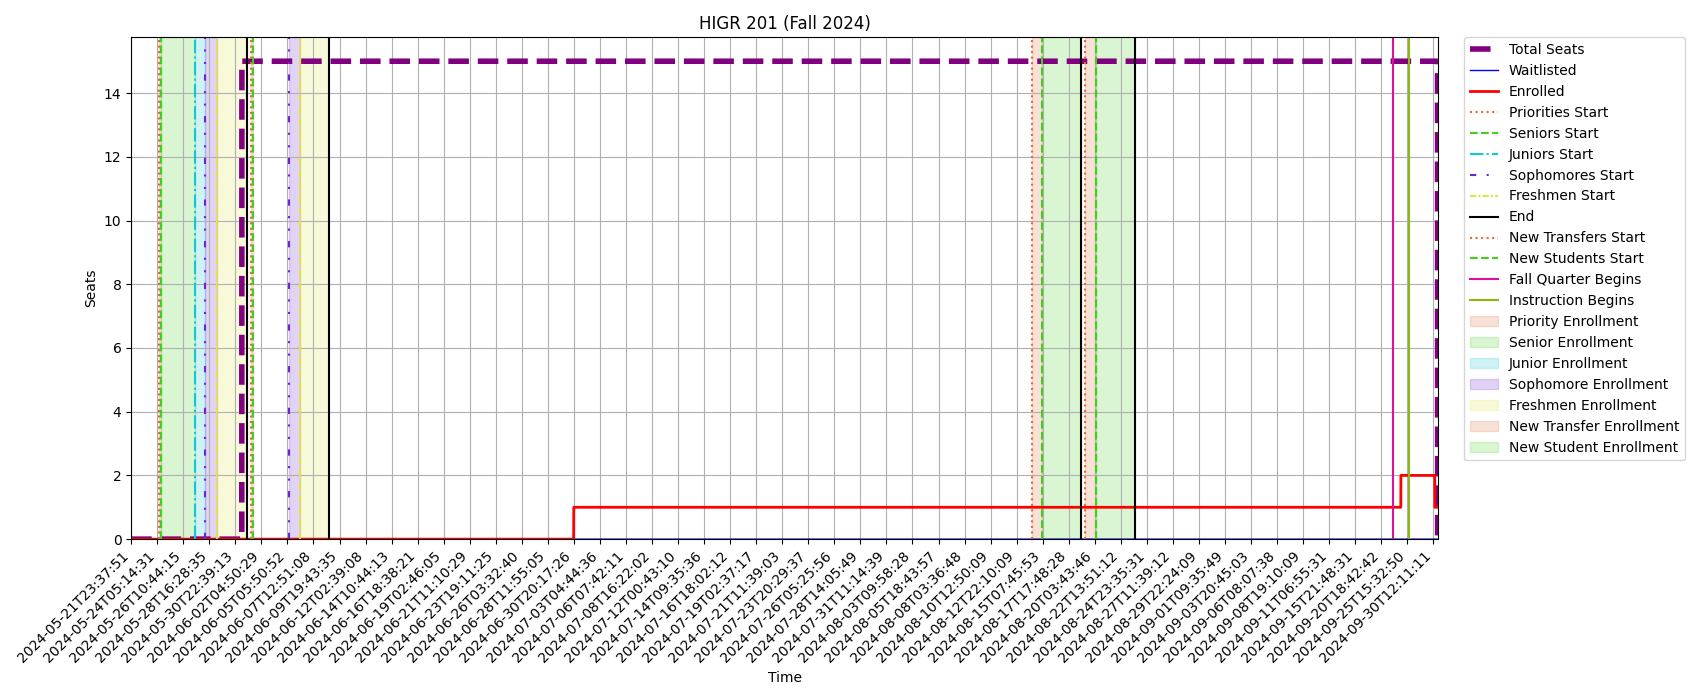 HIGR 201 (Fall 2024)
Seats
14
12
10
8
6
4
2
0
2024-05-21T23:37:51
2024-05-24T05:14:31
2024-05-26T10:44:15
2024-05-28T16:28:35
2024-05-30T22:39:13
2024-06-02T04:50:29
2024-06-05T05:50:52
2024-06-07T12:51:08
2024-06-09T19:43:35
2024-06-12T02:39:08
2024-06-14T10:44:13
2024-06-16T18:38:21
2024-06-19T02:46:05
2024-06-21T11:10:29
2024-06-23T19:11:25
2024-06-26T03:32:40
2024-06-28T11:55:05
2024-06-30T20:17:26
2024-07-03T04:44:36
2024-07-06T07:42:11
2024-07-08T16:22:02
2024-07-12T00:43:10
2024-07-14T09:35:36
2024-07-16T18:02:12
2024-07-19T02:37:17
2024-07-21T11:39:03
2024-07-23T20:29:37
2024-07-26T05:25:56
2024-07-28T14:05:49
2024-07-31T11:14:39
2024-08-03T09:58:28
2024-08-05T18:43:57
2024-08-08T03:36:48
2024-08-10T12:50:09
2024-08-12T22:10:09
2024-08-15T07:45:53
2024-08-17T17:48:28
2024-08-20T03:43:46
2024-08-22T13:51:12
2024-08-24T23:35:31
2024-08-27T11:39:12
2024-08-29T22:24:09
2024-09-01T09:35:49
2024-09-03T20:45:03
2024-09-06T08:07:38
2024-09-08T19:10:09
2024-09-11T06:55:31
2024-09-15T21:48:31
2024-09-20T18:42:42
2024-09-25T15:32:50
2024-09-30T12:11:11
Time
Total Seats
Waitlisted
Enrolled
Priorities Start
Seniors Start
Juniors Start
Sophomores Start
Freshmen Start
End
New Transfers Start
New Students Start
Fall Quarter Begins
Instruction Begins
Priority Enrollment
Senior Enrollment
Junior Enrollment
Sophomore Enrollment
Freshmen Enrollment
New Transfer Enrollment
New Student Enrollment